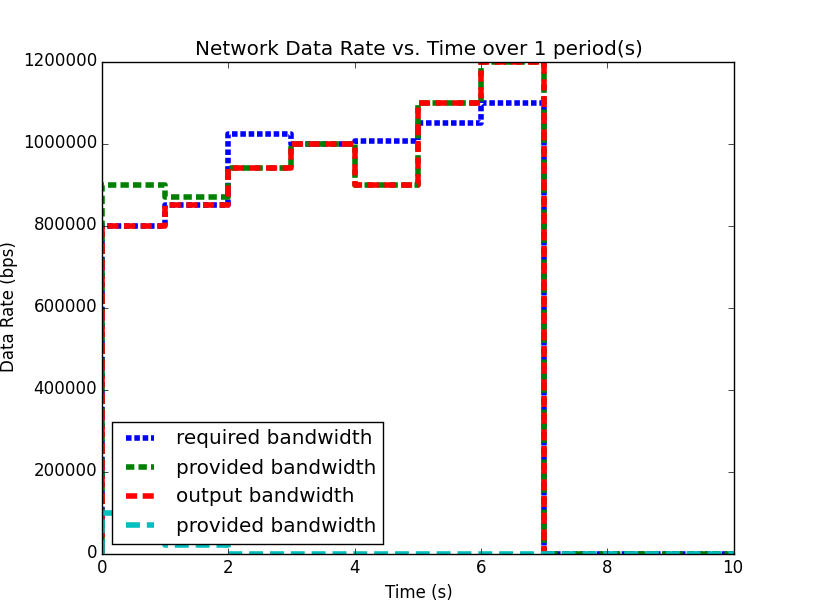 Network Data Rate vs. Time over 1 period(s)
1200000
1000000
800000
600000
400000
200000
0
Data Rate (bps)
required bandwidth
provided bandwidth
output bandwidth
provided bandwidth
0 2 4 6 8 10
Time (s)